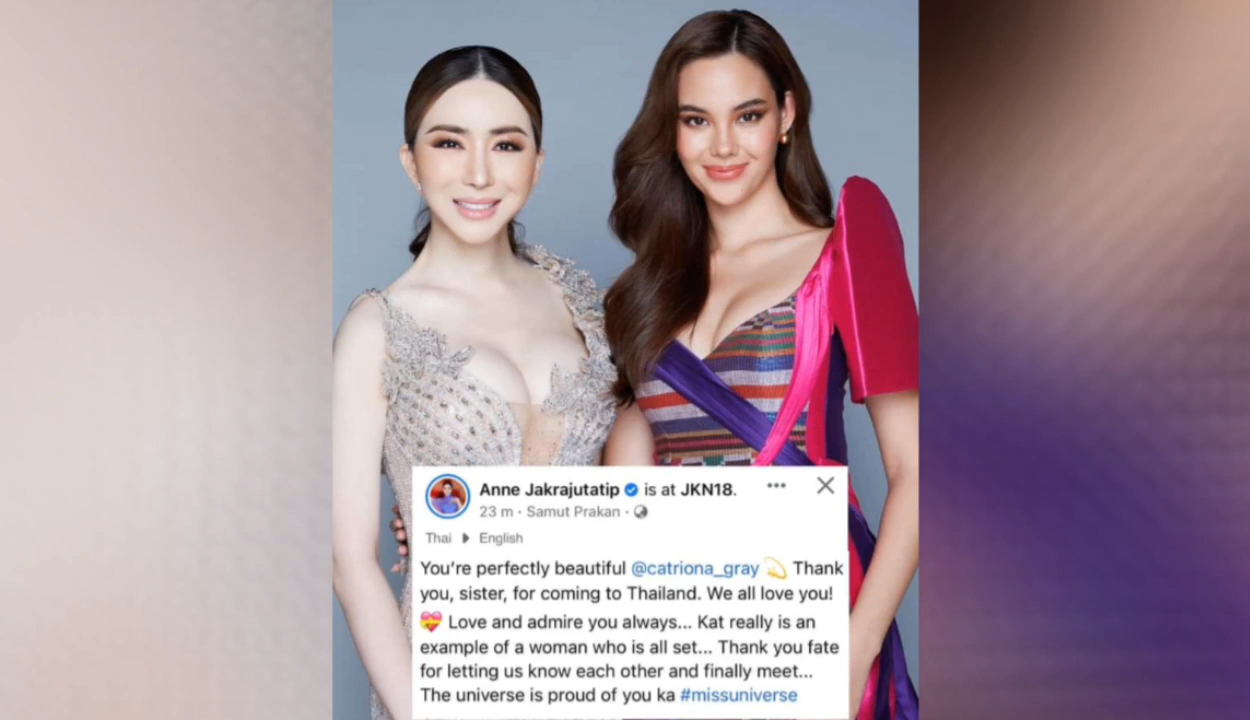 Anne Jakrajutatip is at JKN18.
23 m · Samut Prakan ·
Thai ▸ English
You're perfectly beautiful @catriona_gray 💫 Thank
you, sister, for coming to Thailand. We all love you!
💝 Love and admire you always... Kat really is an
example of a woman who is all set... Thank you fate
for letting us know each other and finally meet...
The universe is proud of you ka #missuniverse